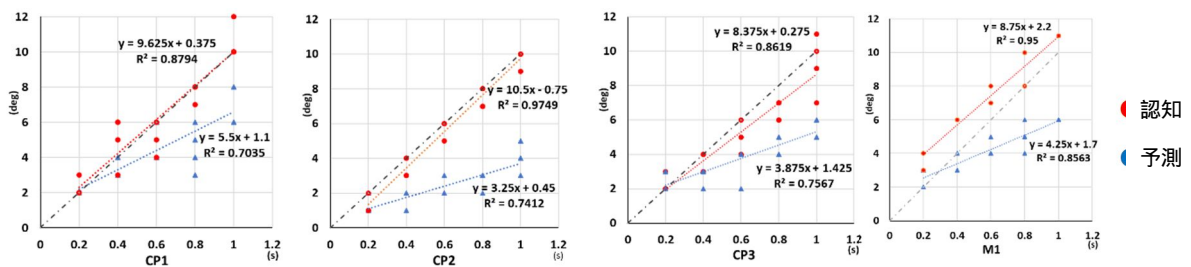 12
10
8
6
4
2
0
(deg)
y = 9.625x + 0.375
R² = 0.8794
y = 5.5x + 1.1
R² = 0.7035
0 0.2 0.4 0.6 0.8 1 1.2
CP1
(s)
12
10
8
6
4
2
0
(deg)
y = 10.5x - 0.75
R² = 0.9749
y = 3.25x + 0.45
R² = 0.7412
0 0.2 0.4 0.6 0.8 1 1.2
CP2
(s)
12
10
8
6
4
2
0
(deg)
y = 8.375x + 0.275
R² = 0.8619
y = 3.875x + 1.425
R² = 0.7567
0 0.2 0.4 0.6 0.8 1 1.2
CP3
(s)
12
10
8
6
4
2
0
(deg)
y = 8.75x + 2.2
R² = 0.95
y = 4.25x + 1.7
R² = 0.8563
0 0.2 0.4 0.6 0.8 1 1.2
M1
(s)
認知
予測